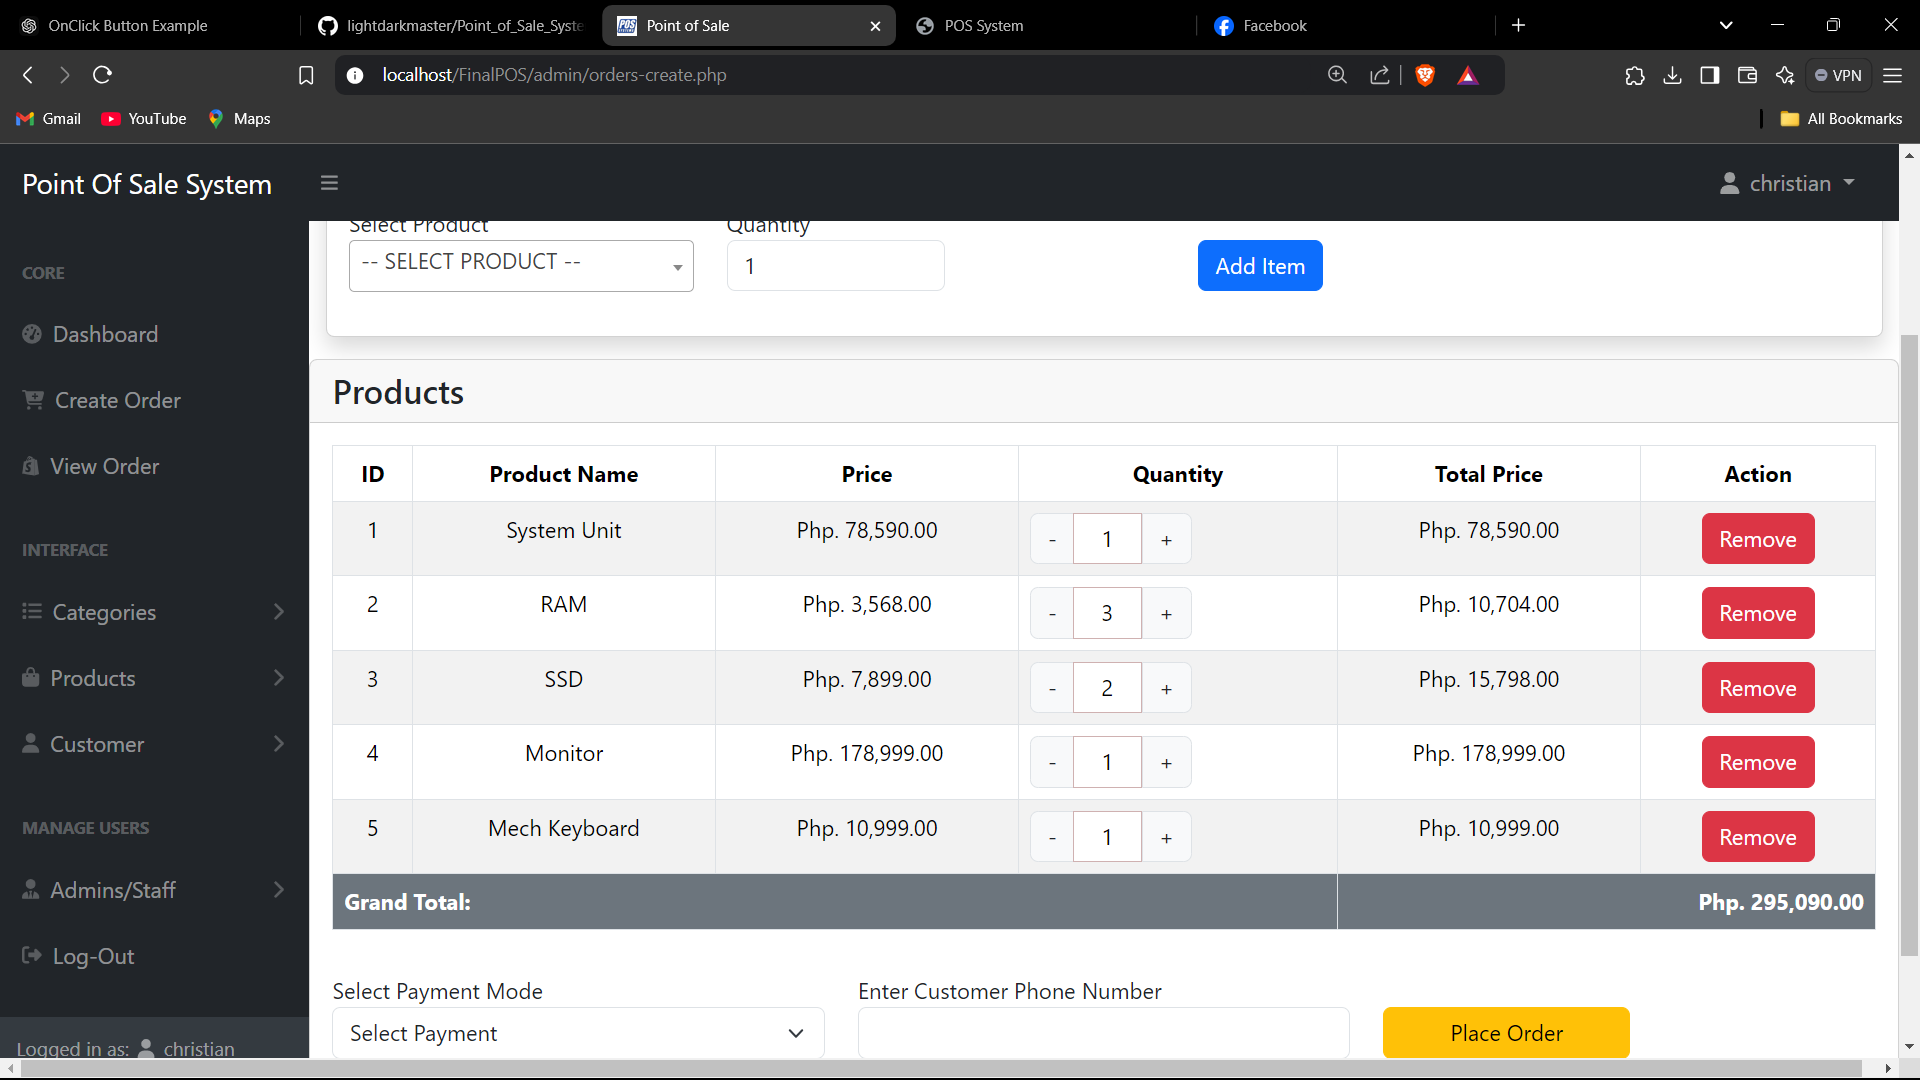 OnClick Button Example
lightdarkmaster/Point_of_Sale_Syste
Point of Sale
POS System
Facebook
localhost/FinalPOS/admin/orders-create.php
VPN
Gmail
YouTube
Maps
All Bookmarks
Point Of Sale System
christian
CORE
Dashboard
Create Order
View Order
INTERFACE
Categories
Products
Customer
MANAGE USERS
Admins/Staff
Log-Out
Logged in as: christian
Select Product
Quantity
-- SELECT PRODUCT --
1
Add Item
Products
ID Product Name Price Quantity Total Price Action
1 System Unit Php. 78,590.00 - 1 + Php. 78,590.00 Remove
2 RAM Php. 3,568.00 - 3 + Php. 10,704.00 Remove
3 SSD Php. 7,899.00 - 2 + Php. 15,798.00 Remove
4 Monitor Php. 178,999.00 - 1 + Php. 178,999.00 Remove
5 Mech Keyboard Php. 10,999.00 - 1 + Php. 10,999.00 Remove
Grand Total: Php. 295,090.00
Select Payment Mode
Enter Customer Phone Number
Select Payment
Place Order